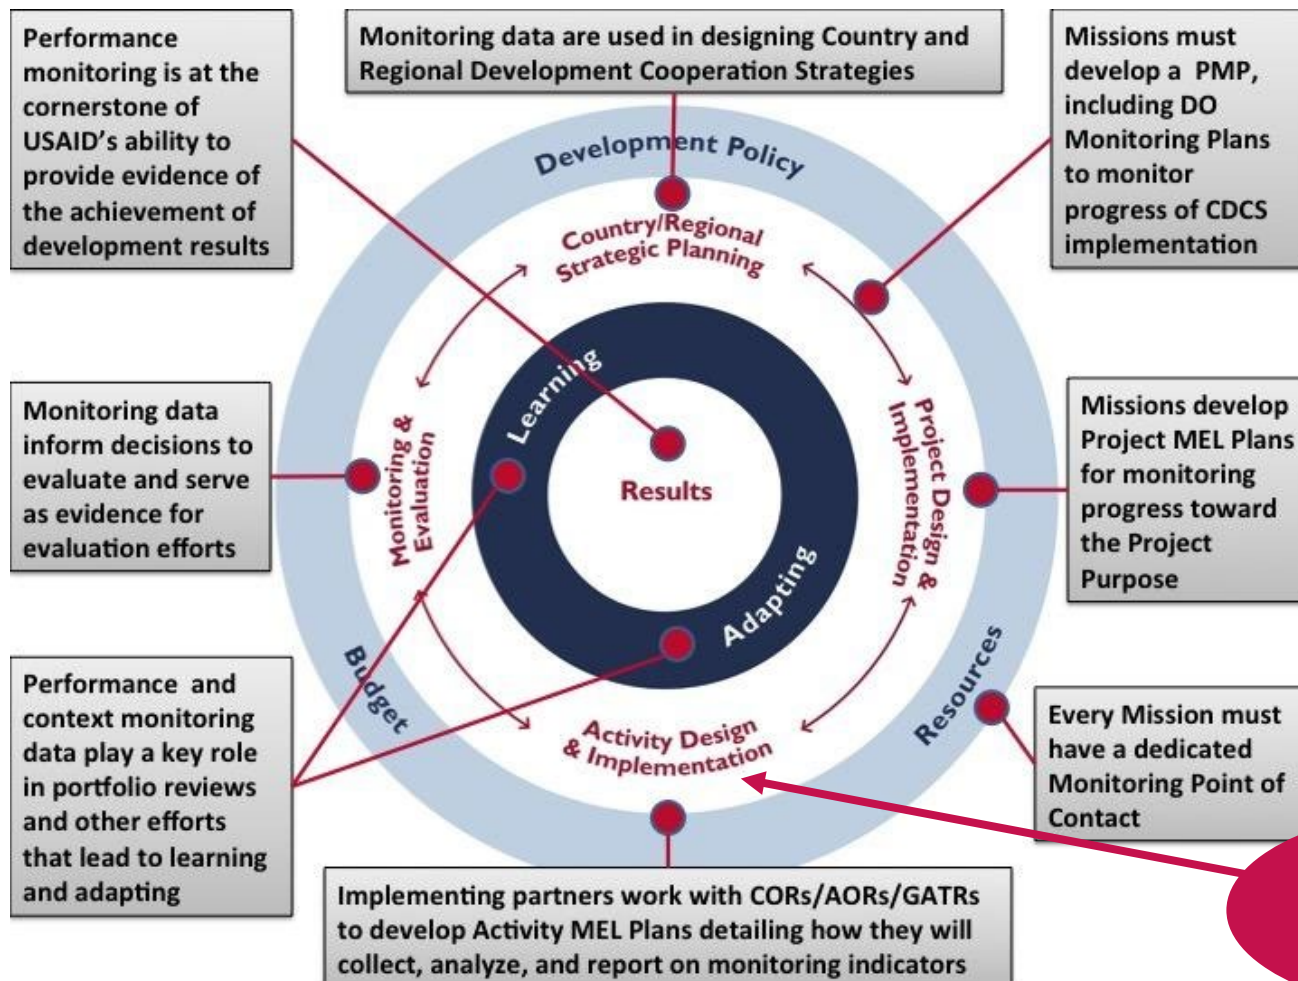 Performance
monitoring is at the
cornerstone of
USAID's ability to
provide evidence of
the achievement of
development results
Monitoring data are used in designing Country and
Regional Development Cooperation Strategies
Missions must
develop a PMP,
including DO
Monitoring Plans
to monitor
progress of CDCS
implementation
Development Policy
Country/Regional
Strategic Planning
Learning
Results
Adapting
Monitoring &
Evaluation
Project Design &
Implementation
Monitoring data
inform decisions to
evaluate and serve
as evidence for
evaluation efforts
Missions develop
Project MEL Plans
for monitoring
progress toward
the Project
Purpose
Budget
Resources
Activity Design
& Implementation
Performance and
context monitoring
data play a key role
in portfolio reviews
and other efforts
that lead to learning
and adapting
Every Mission must
have a dedicated
Monitoring Point of
Contact
Implementing partners work with CORs/AORs/GATRs
to develop Activity MEL Plans detailing how they will
collect, analyze, and report on monitoring indicators